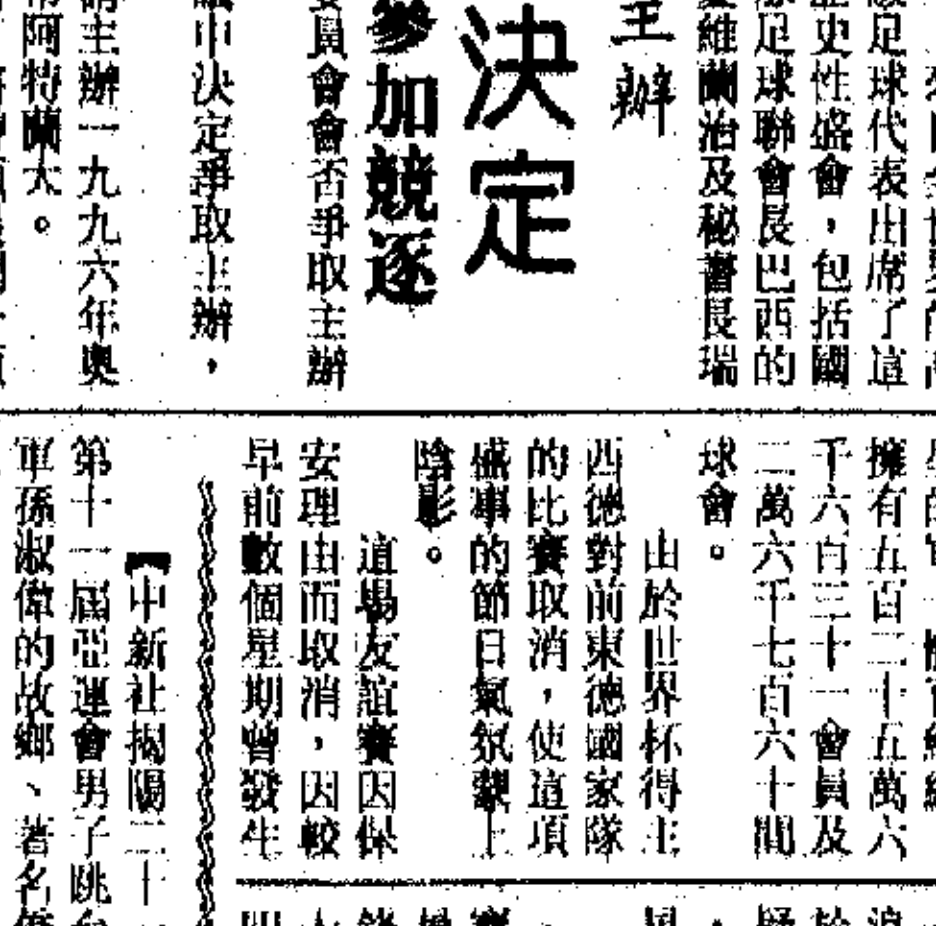 足球代表出席了這
史性盛會，包括國
足球聯會長巴西的
維蘭治及秘書長瑞
主辦
決定
參加競逐
員會會否爭取主辦
中決定爭取主辦，
主辦一九九六年奧
阿特蘭大。
擁有五百二十五萬六
千六百三十一會員及
二萬六千七百六十間
球會。
由於世界杯得主
西德對前東德國家隊
的比賽取消，使這項
盛事的節日氣氛蒙上
陰影。
這場友誼賽因保
安理由而取消，因較
早前數個星期曾發生
【中新社揭陽二十
第十一屆亞運會男子跳台
軍孫淑偉的故鄉、著名僑